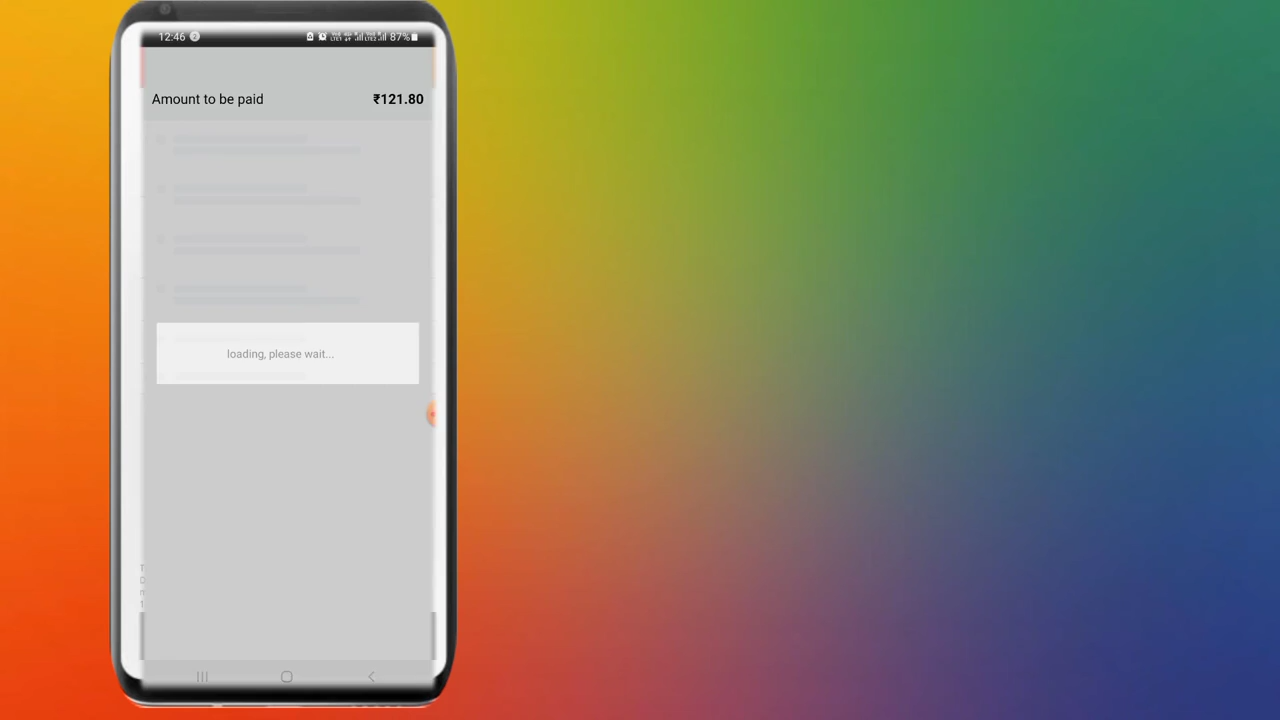 12:46
87%
Amount to be paid
₹121.80
loading, please wait...